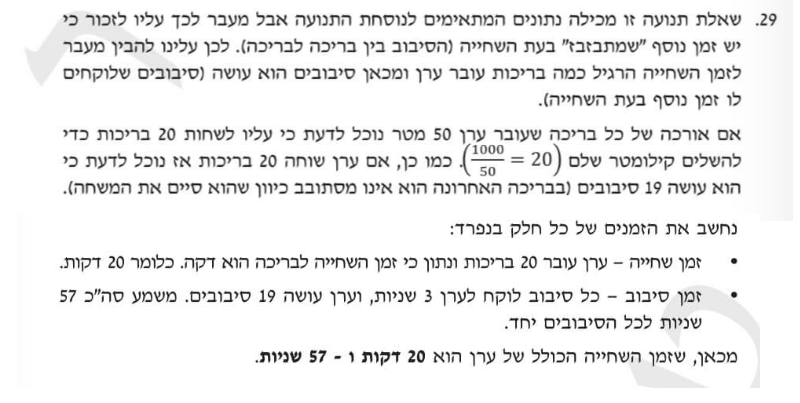 29. שאלת תנועה זו מכילה נתונים המתאימים לנוסחת התנועה אבל מעבר לכך עליו לזכור כי
יש זמן נוסף "שמתבזבז" בעת השחייה (הסיבוב בין בריכה לבריכה). לכן עלינו להבין מעבר
לזמן השחייה הרגיל כמה בריכות עובר ערן ומכאן סיבובים הוא עושה (סיבובים שלוקחים
לו זמן נוסף בעת השחייה).
אם אורכה של כל בריכה שעובר ערן 50 מטר נוכל לדעת כי עליו לשחות 20 בריכות כדי
להשלים קילומטר שלם (1000/50 = 20). כמו כן, אם ערן שוחה 20 בריכות אז נוכל לדעת כי
הוא עושה 19 סיבובים (בבריכה האחרונה הוא אינו מסתובב כיוון שהוא סיים את המשחה).
נחשב את הזמנים של כל חלק בנפרד:
• זמן שחייה – ערן עובר 20 בריכות ונתון כי זמן השחייה לבריכה הוא דקה. כלומר 20 דקות.
• זמן סיבוב – כל סיבוב לוקח לערן 3 שניות, וערן עושה 19 סיבובים. משמע סה"כ 57
שניות לכל הסיבובים יחד.
מכאן, שזמן השחייה הכולל של ערן הוא 20 דקות ו - 57 שניות.